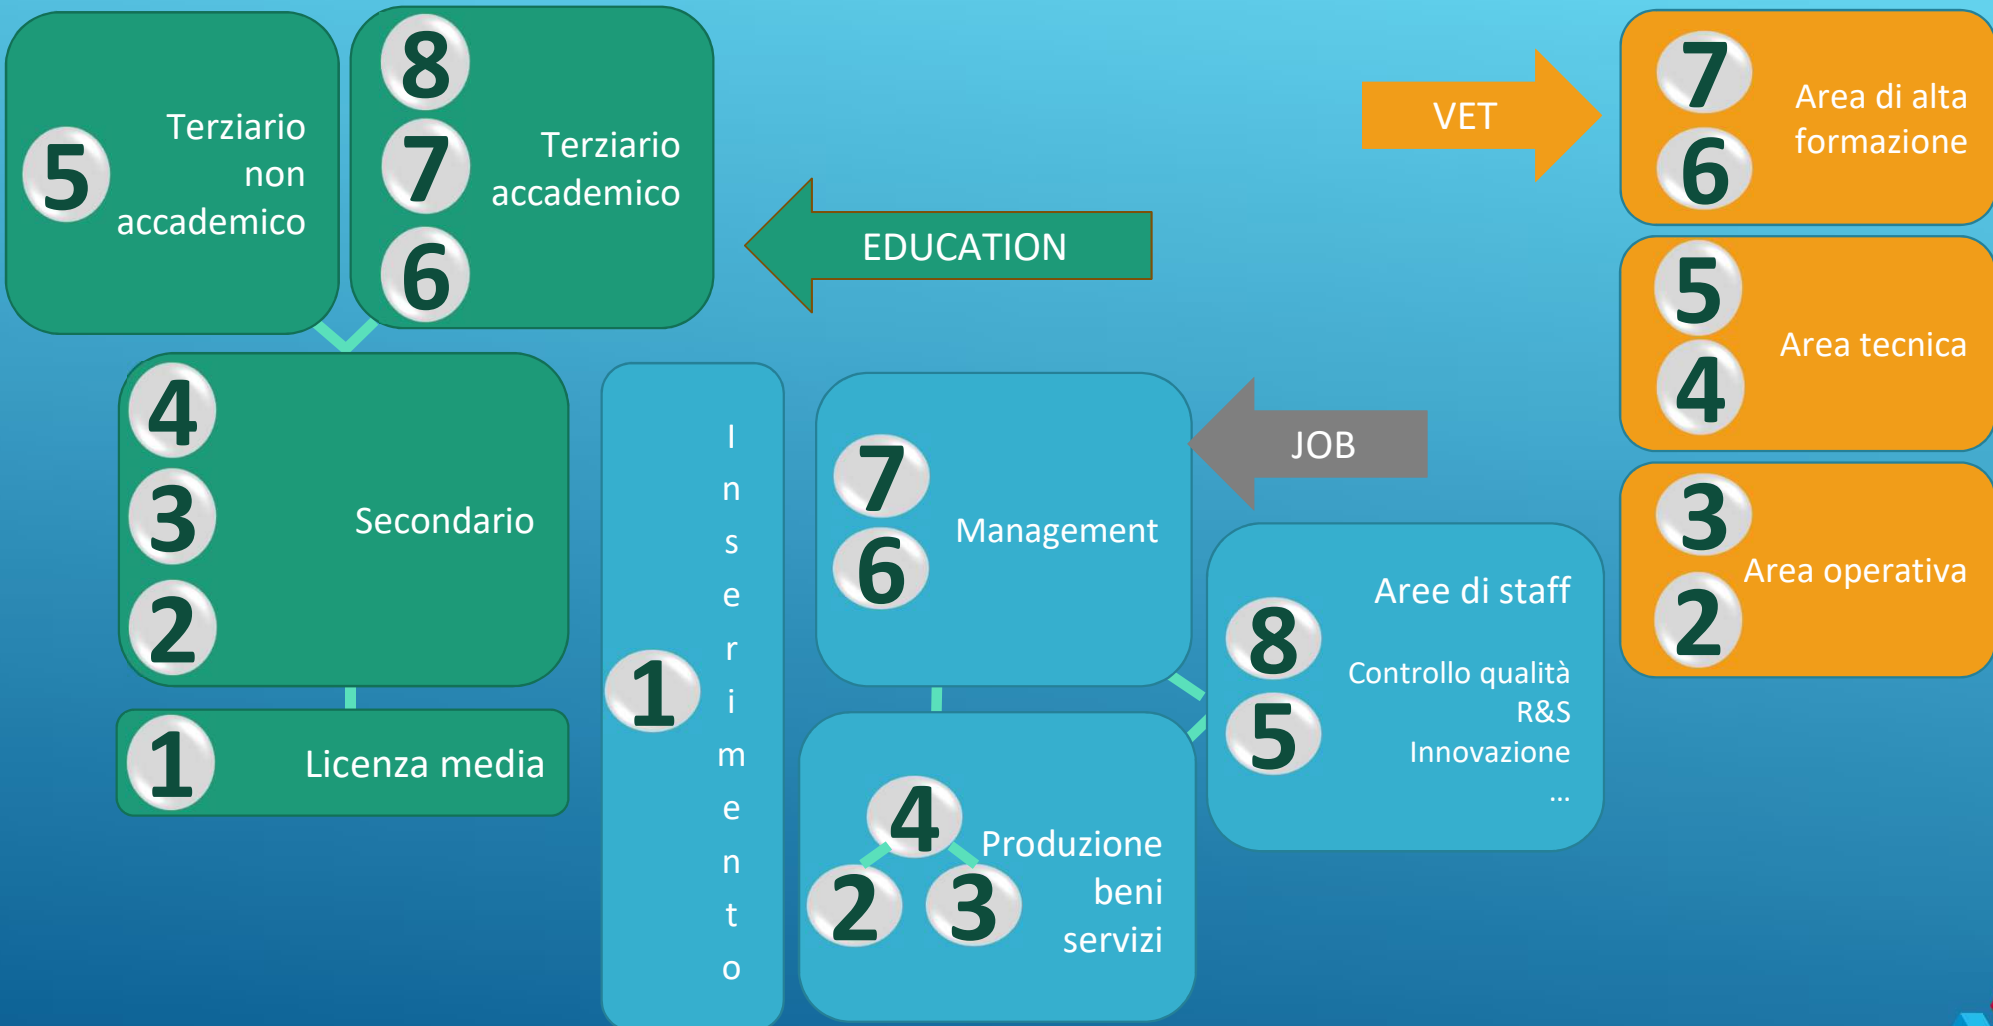 5
Terziario
non
accademico
8
7
6
Terziario
accademico
EDUCATION
VET
7
6
Area di alta
formazione
5
4
Area tecnica
3
2
Area operativa
4
3
2
Secondario
1
Licenza media
1
I
n
s
e
r
i
m
e
n
t
o
7
6
Management
JOB
Aree di staff
8
5
Controllo qualità
R&S
Innovazione
...
4
2
3
Produzione
beni
servizi